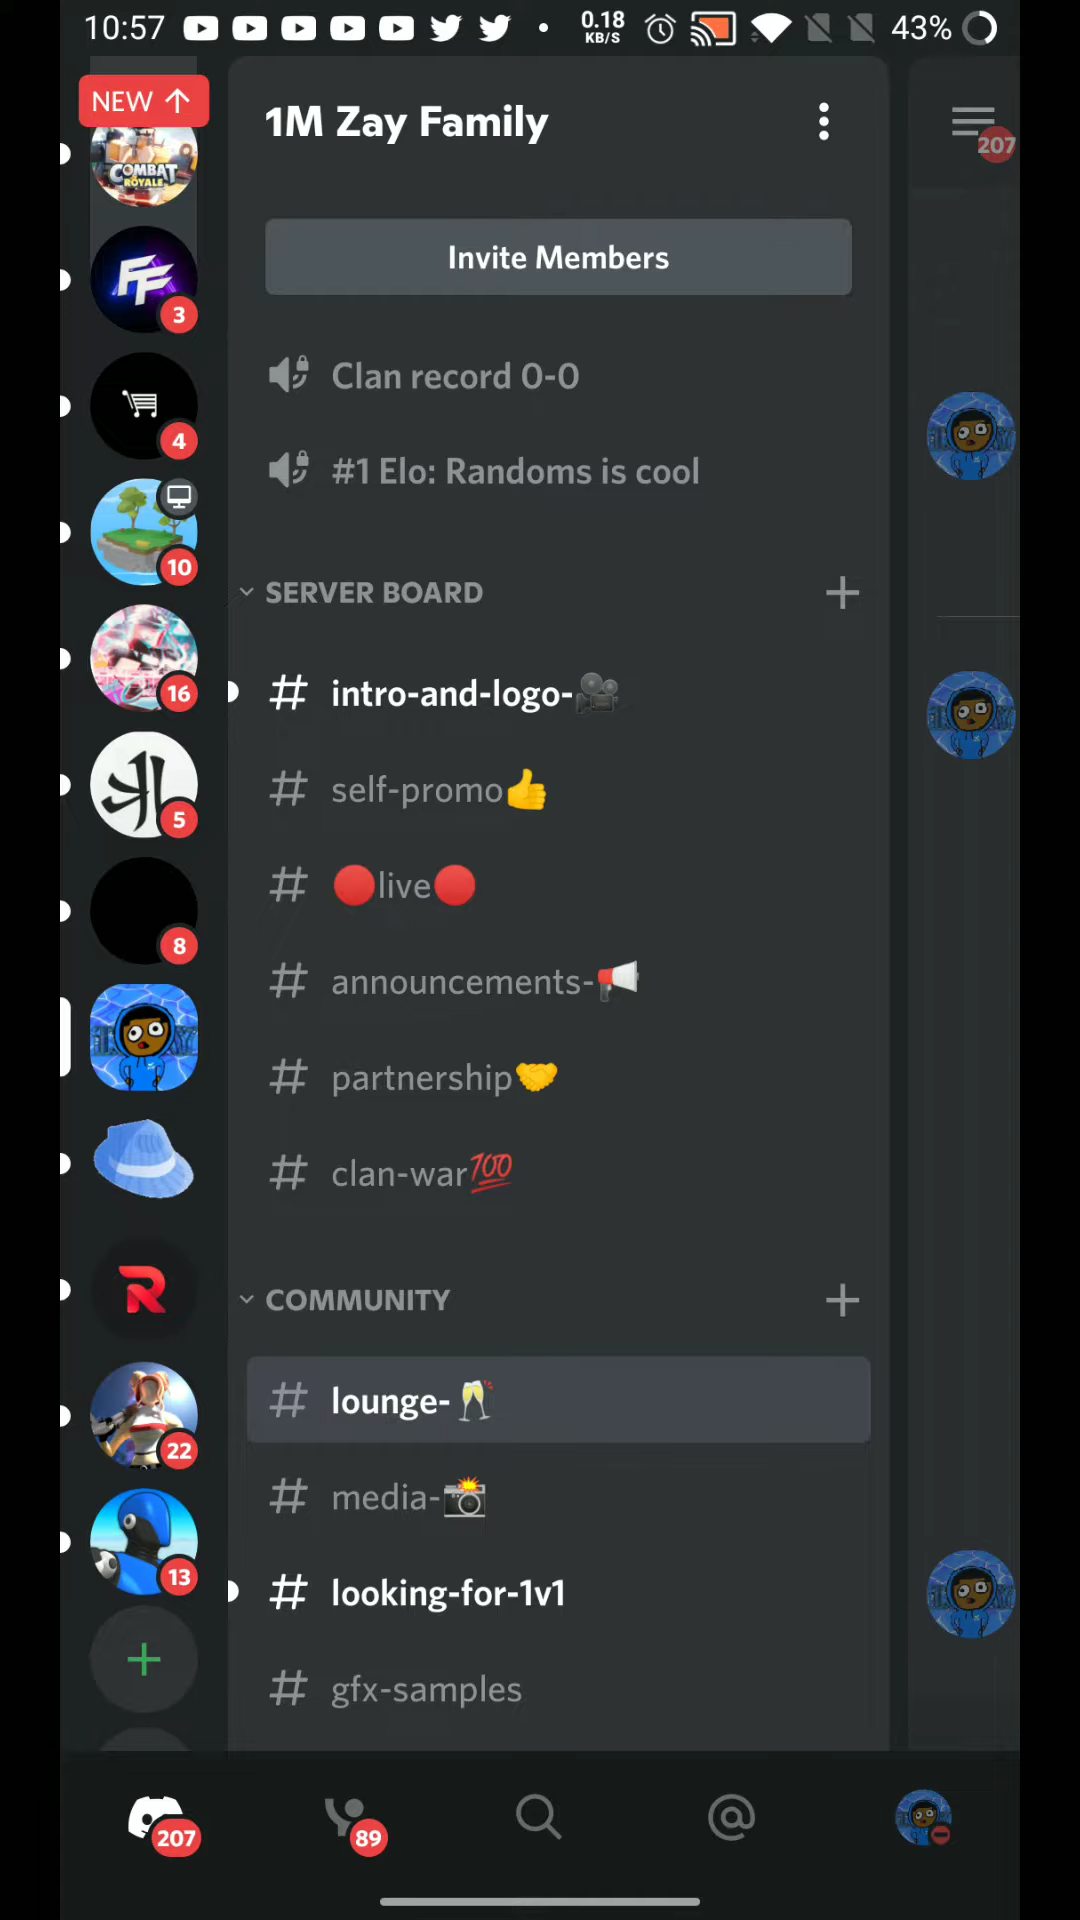 10:57
0.18
KB/S
43%
NEW ↑
1M Zay Family
207
COMBAT
ROYALE
Invite Members
FF
3
Clan record 0-0
4
#1 Elo: Randoms is cool
10
SERVER BOARD
16
# intro-and-logo-🎥
# self-promo👍
5
# 🔴live🔴
8
# announcements-📢
# partnership🤝
# clan-war💯
R
COMMUNITY
# lounge-🥂
22
# media-📸
13
# looking-for-1v1
# gfx-samples
207
89